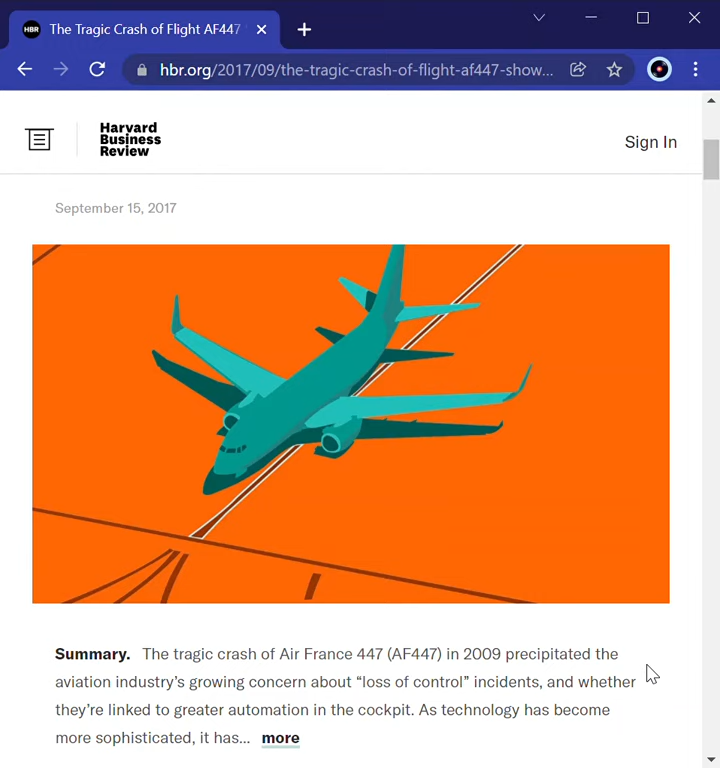 HBR The Tragic Crash of Flight AF447
hbr.org/2017/09/the-tragic-crash-of-flight-af447-show...
Harvard
Business
Review
Sign In
September 15, 2017
Summary. The tragic crash of Air France 447 (AF447) in 2009 precipitated the
aviation industry’s growing concern about “loss of control” incidents, and whether
they’re linked to greater automation in the cockpit. As technology has become
more sophisticated, it has... more